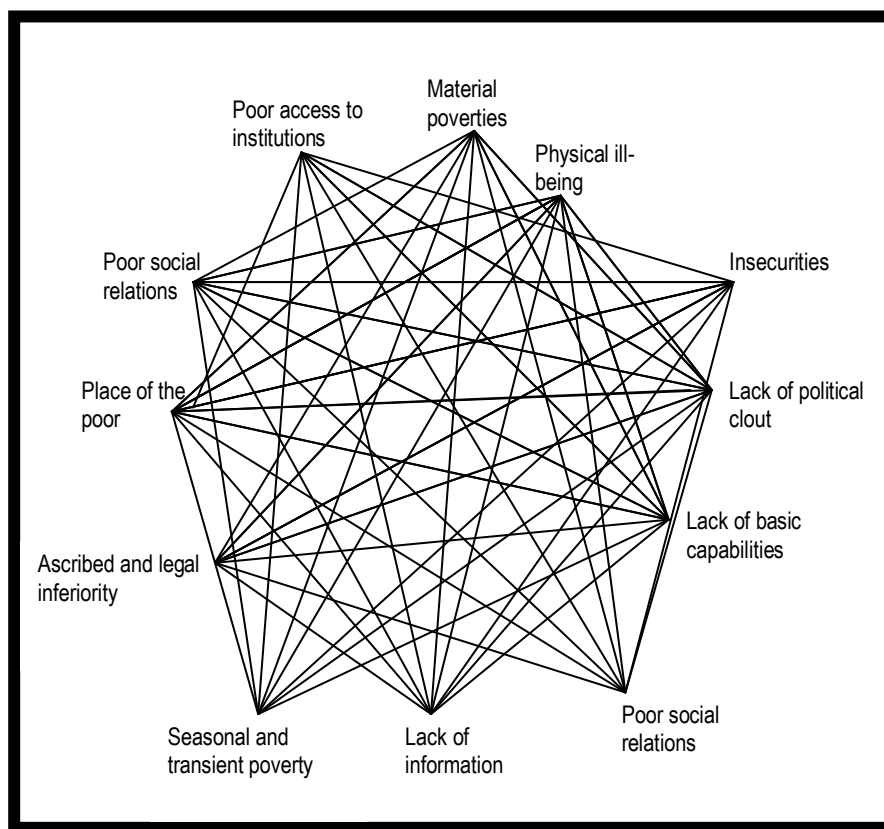 Material
poverties
Poor access to
institutions
Physical ill-
being
Poor social
relations
Insecurities
Place of the
poor
Lack of political
clout
Lack of basic
capabilities
Ascribed and legal
inferiority
Poor social
relations
Seasonal and
transient poverty
Lack of
information